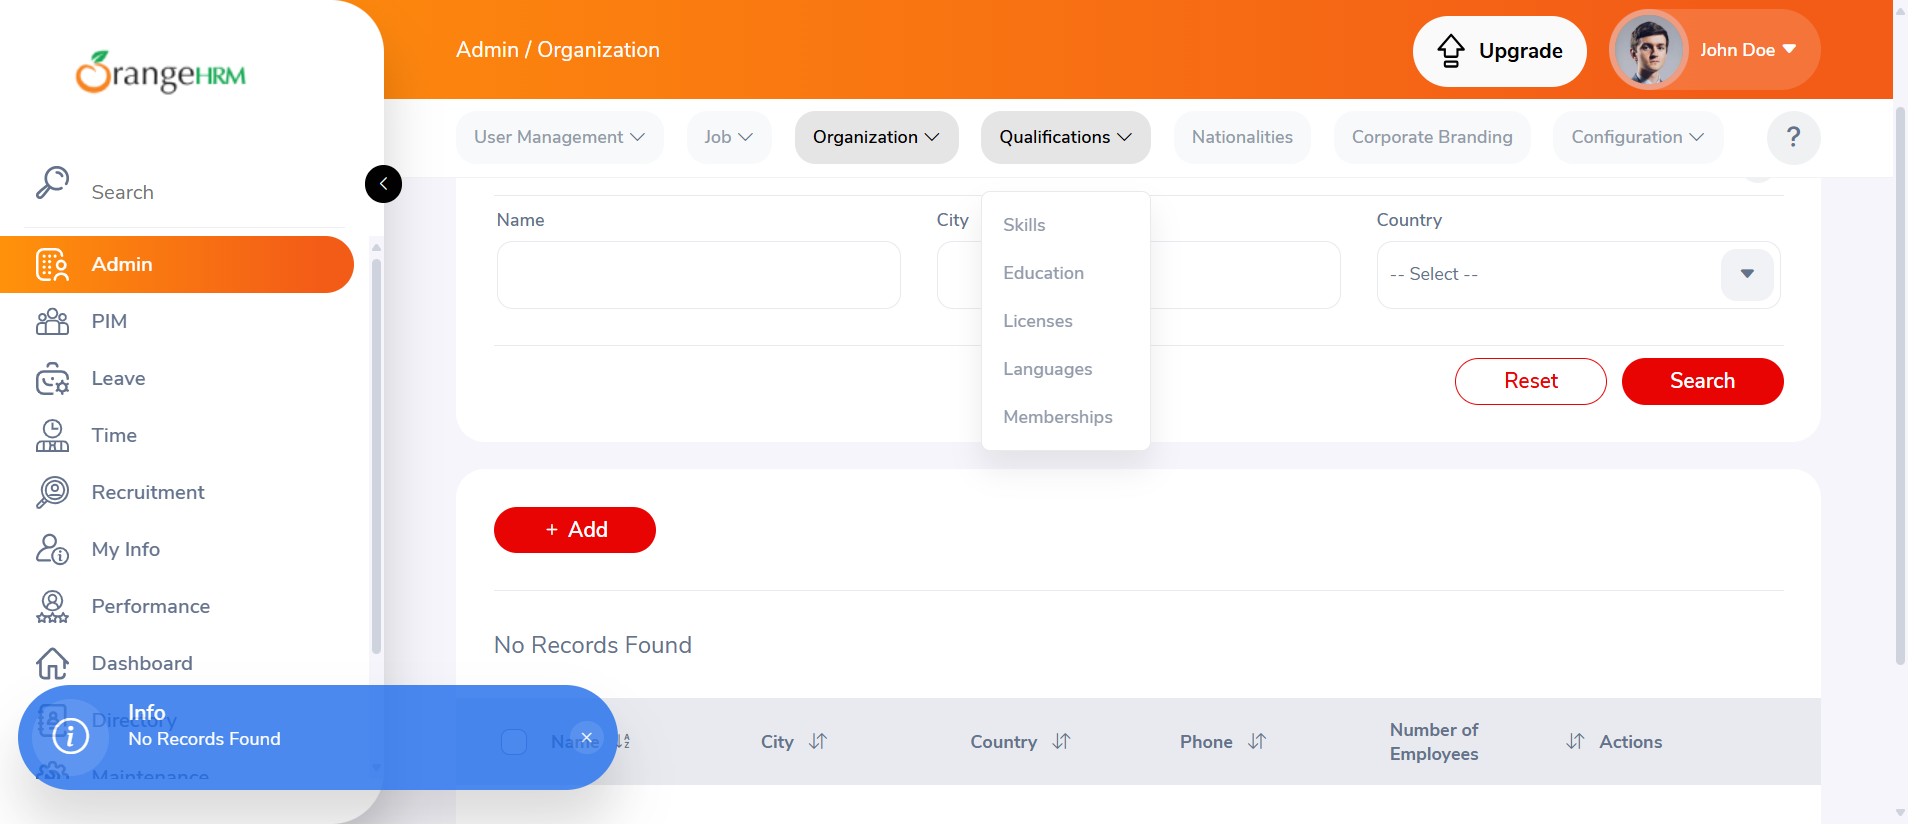 OrangeHRM
Admin / Organization
Upgrade
John Doe
User Management
Job
Organization
Qualifications
Nationalities
Corporate Branding
Configuration
?
Search
Admin
PIM
Leave
Time
Recruitment
My Info
Performance
Dashboard
Directory
Maintenance
Name
City
Country
-- Select --
Skills
Education
Licenses
Languages
Memberships
Reset
Search
+ Add
No Records Found
Name
City
Country
Phone
Number of
Employees
Actions
Info
No Records Found